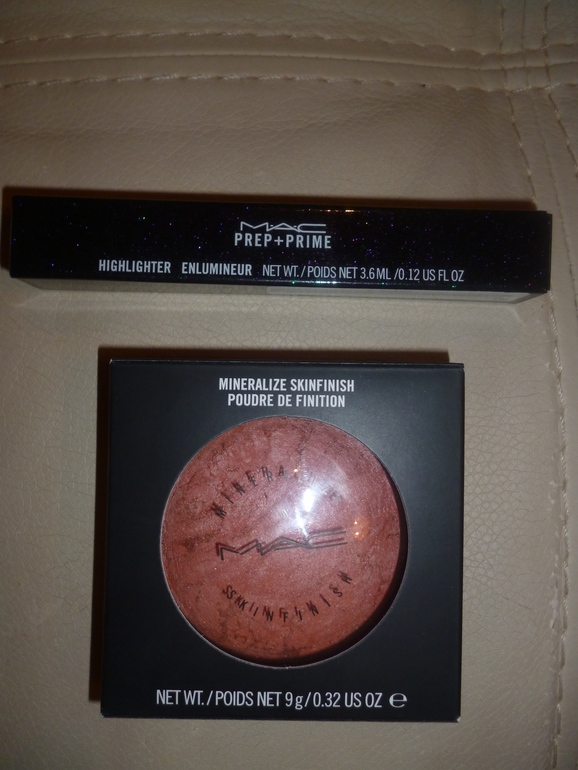 MAC
PREP+PRIME
HIGHLIGHTER ENLUMINEUR NET WT./POIDS NET 3.6 ML /0.12 US FL OZ
MINERALIZE SKINFINISH
POUDRE DE FINITION
MAC
SKINFINISH
NET WT./POIDS NET 9 g/0.32 US OZ e